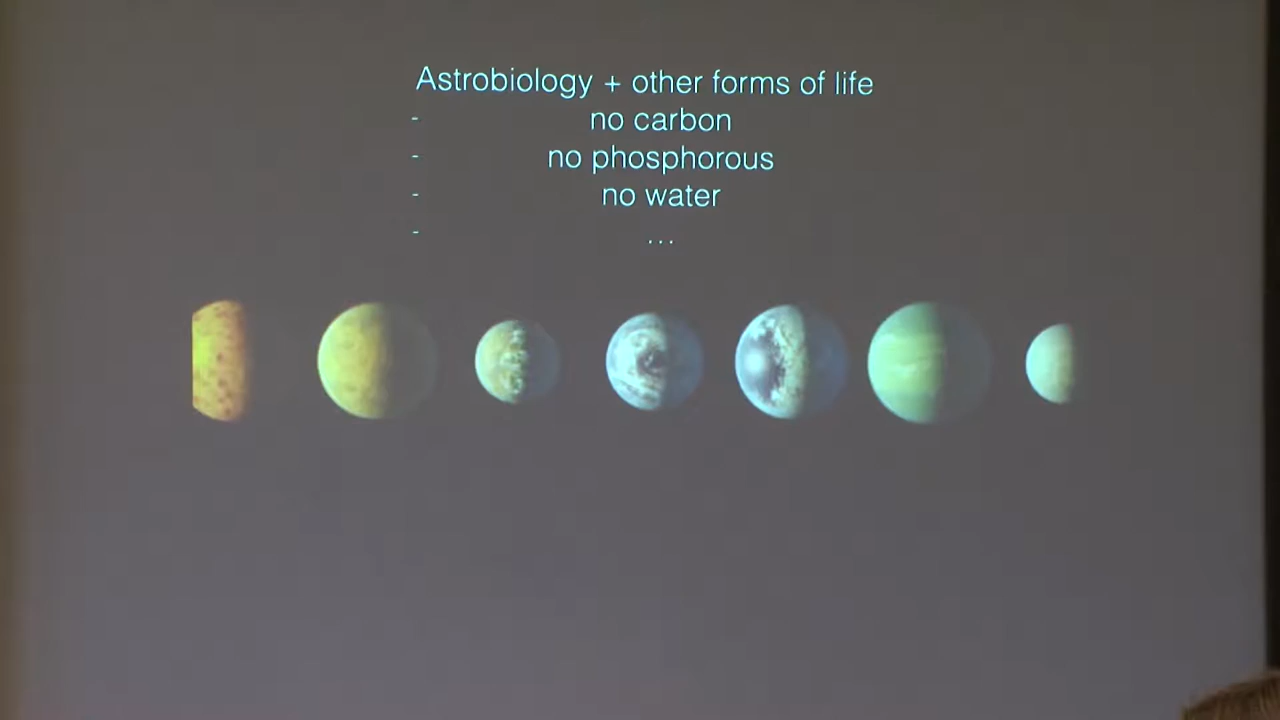 Astrobiology + other forms of life
- no carbon
- no phosphorous
- no water
- ...